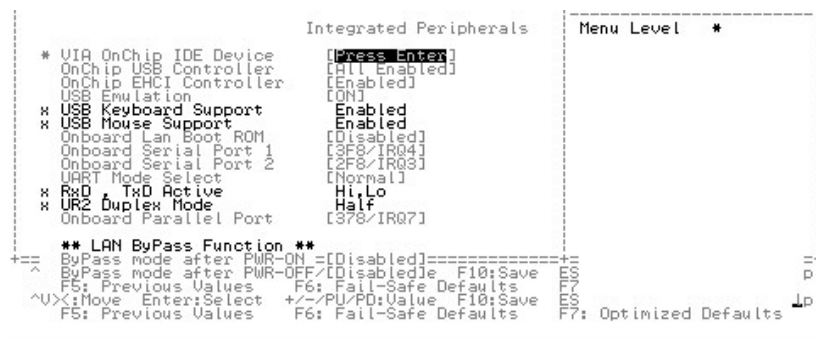 Integrated Peripherals
Menu Level *
* VIA OnChip IDE Device [Press Enter]
OnChip USB Controller [All Enabled]
OnChip EHCI Controller [Enabled]
USB Emulation [ON]
x USB Keyboard Support Enabled
x USB Mouse Support Enabled
Onboard Lan Boot ROM [Disabled]
Onboard Serial Port 1 [3F8/IRQ4]
Onboard Serial Port 2 [2F8/IRQ3]
UART Mode Select [Normal]
x RxD , TxD Active Hi,Lo
x UR2 Duplex Mode Half
Onboard Parallel Port [378/IRQ7]
** LAN ByPass Function **
+== ByPass mode after PWR-ON =[Disabled]=============+= =+
^ ByPass mode after PWR-OFF/[Disabled]e F10:Save ES p
F5: Previous Values F6: Fail-Safe Defaults F7
^V><:Move Enter:Select +/-/PU/PD:Value F10:Save ES lp
F5: Previous Values F6: Fail-Safe Defaults F7: Optimized Defaults